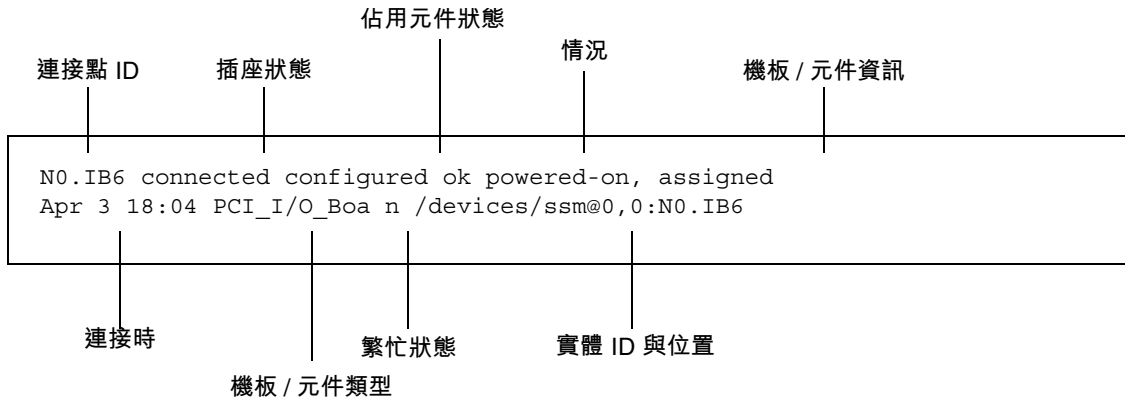 佔用元件狀態
情況
連接點 ID
插座狀態
機板 / 元件資訊
N0.IB6 connected configured ok powered-on, assigned
Apr 3 18:04 PCI_I/O_Boa n /devices/ssm@0,0:N0.IB6
連接時
繁忙狀態
實體 ID 與位置
機板 / 元件類型